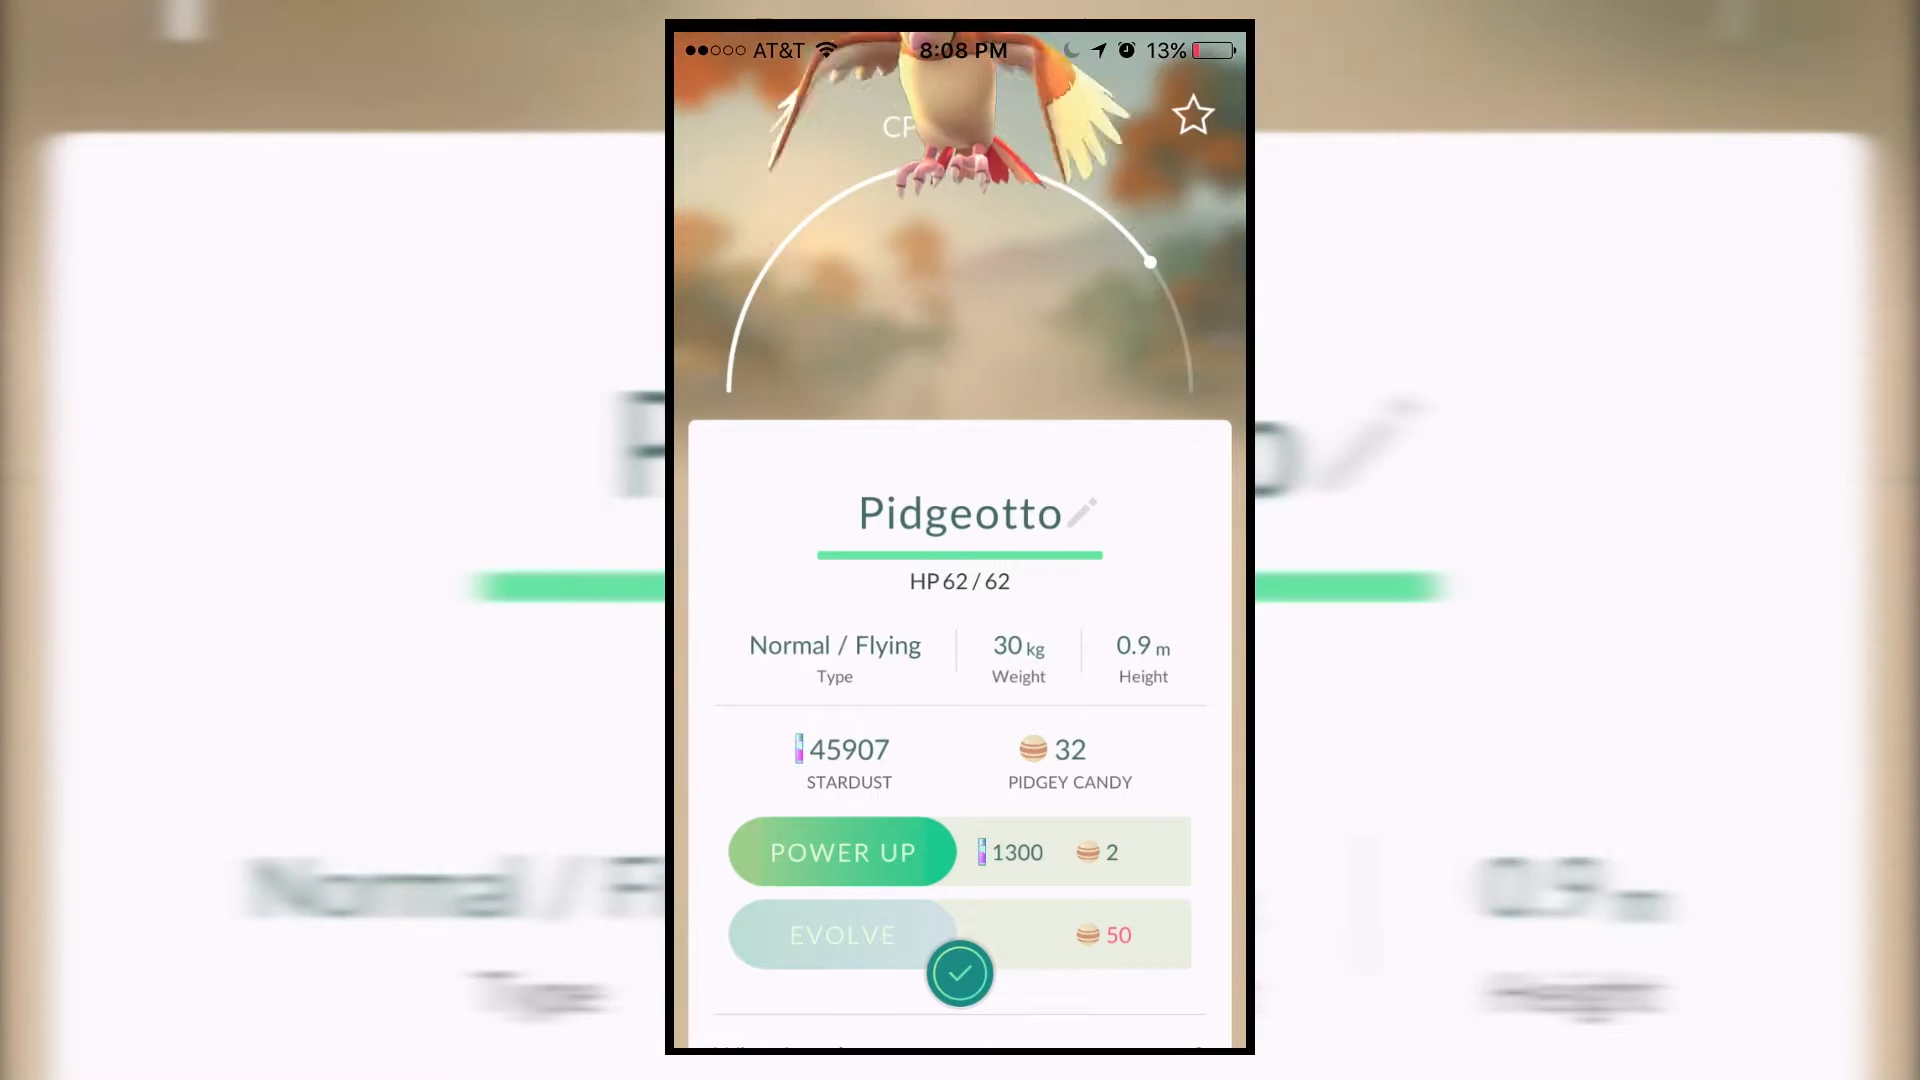 AT&T 8:08 PM 13%
CP
Pidgeotto
HP 62 / 62
Normal / Flying 30 kg 0.9 m
Type Weight Height
45907 32
STARDUST PIDGEY CANDY
POWER UP 1300 2
EVOLVE 50